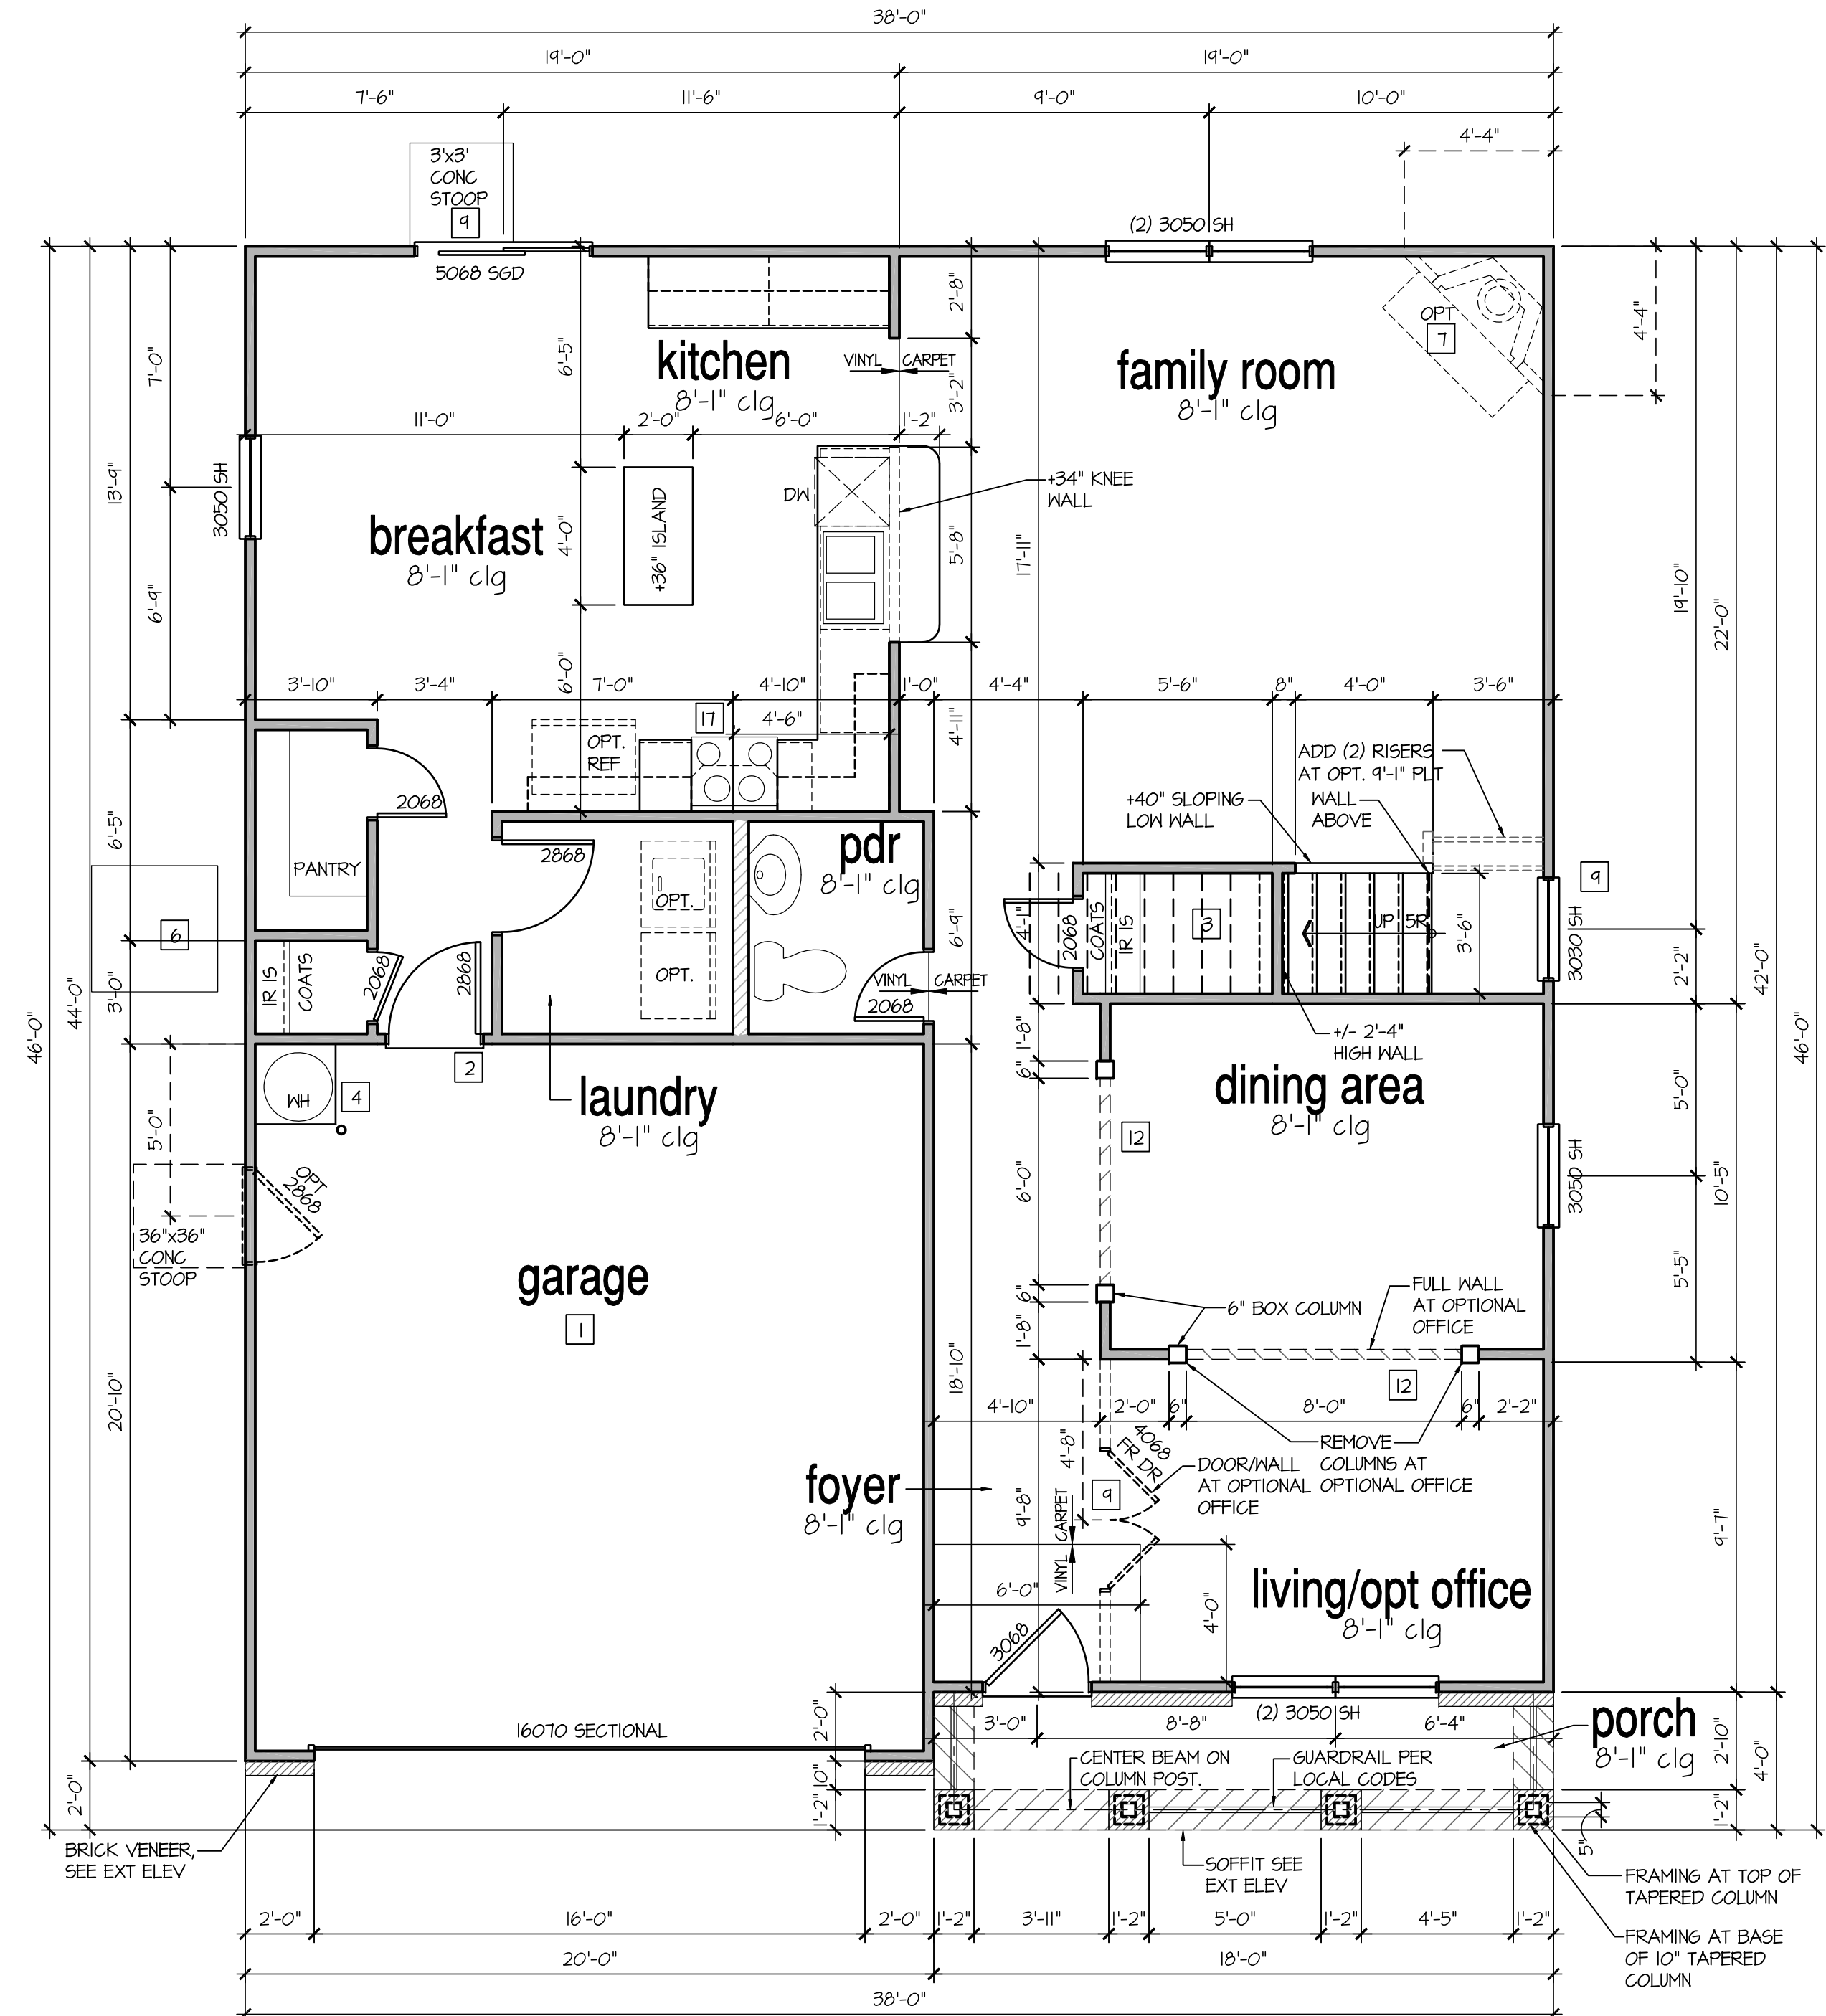 38'-0"
19'-0"
19'-0"
7'-6"
11'-6"
9'-0"
10'-0"
4'-4"
3'x3'
CONC
STOOP
9
5068 SGD
(2) 3050 SH
OPT
7
4'-4"
2'-8"
7'-0"
6'-5"
kitchen
8'-1" clg
VINYL
CARPET
3'-2"
family room
8'-1" clg
11'-0"
2'-0"
6'-0"
1'-2"
13'-9"
3050 SH
breakfast
8'-1" clg
4'-0"
+36" ISLAND
DW
+34" KNEE
WALL
5'-8"
17'-11"
19'-10"
22'-0"
6'-9"
6'-0"
3'-10"
3'-4"
7'-0"
4'-10"
1'-0"
4'-4"
5'-6"
8"
4'-0"
3'-6"
17
4'-6"
4'-11"
OPT.
REF
2068
ADD (2) RISERS
AT OPT. 9'-1" PLT
+40" SLOPING
LOW WALL
WALL
ABOVE
6'-5"
PANTRY
2868
OPT.
OPT.
pdr
8'-1" clg
6'-9"
VINYL
CARPET
2068
4'-1"
2068
COATS
1R 1S
3
UP 5R
3'-6"
9
3030 SH
2'-2"
42'-0"
46'-0"
44'-0"
46'-0"
6
3'-0"
1R 1S
COATS
2068
2868
2
WH
4
laundry
8'-1" clg
1'-8"
6"
+/- 2'-4"
HIGH WALL
dining area
8'-1" clg
12
6'-0"
5'-0"
10'-5"
3050 SH
5'-5"
5'-0"
OPT
2868
36"x36"
CONC
STOOP
garage
1
6"
1'-8"
6" BOX COLUMN
FULL WALL
AT OPTIONAL
OFFICE
12
20'-10"
18'-10"
4'-10"
2'-0"
6"
8'-0"
6"
2'-2"
4'-8"
4068
FR DR
REMOVE
COLUMNS AT
OPTIONAL OFFICE
DOOR/WALL
AT OPTIONAL
OFFICE
foyer
8'-1" clg
9'-8"
9
VINYL
CARPET
9'-7"
6'-0"
4'-0"
living/opt office
8'-1" clg
3068
16070 SECTIONAL
2'-0"
3'-0"
8'-8"
(2) 3050 SH
6'-4"
porch
8'-1" clg
2'-10"
4'-0"
CENTER BEAM ON
COLUMN POST.
GUARDRAIL PER
LOCAL CODES
2'-0"
10"
1'-2"
1'-2"
5"
BRICK VENEER,
SEE EXT ELEV
SOFFIT SEE
EXT ELEV
FRAMING AT TOP OF
TAPERED COLUMN
2'-0"
16'-0"
2'-0"
1'-2"
3'-11"
1'-2"
5'-0"
1'-2"
4'-5"
1'-2"
FRAMING AT BASE
OF 10" TAPERED
COLUMN
20'-0"
18'-0"
38'-0"